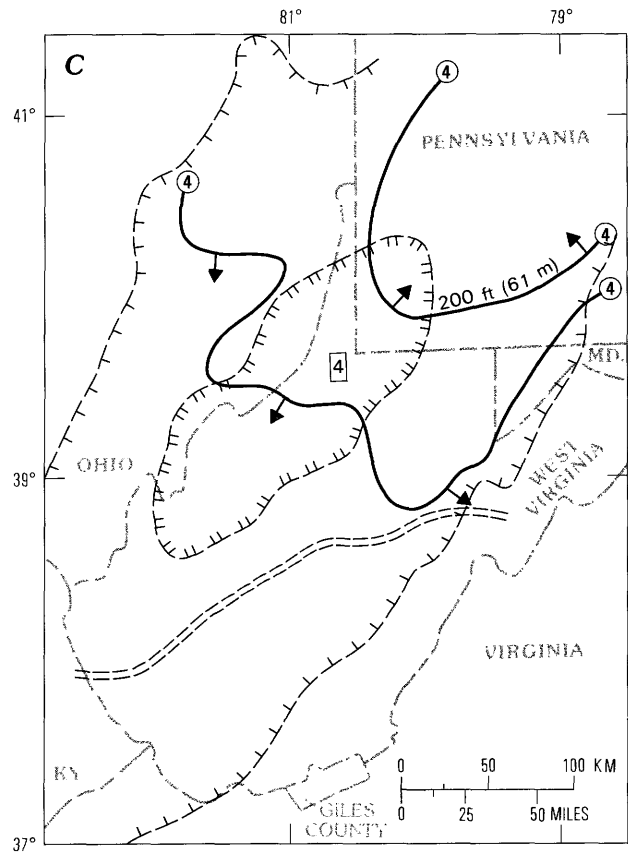 81° 79°
C
4
41°
PENNSYLVANIA
4
4
4
200 ft (61 m)
4
MD.
39°
OHIO
WEST
VIRGINIA
VIRGINIA
0 50 100 KM
KY
0 25 50 MILES
GILES
COUNTY
37°